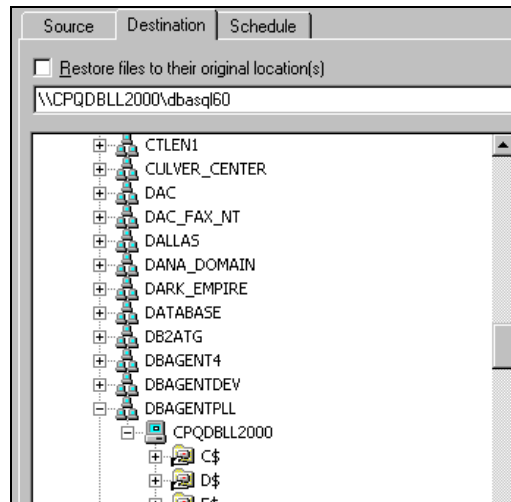 Source Destination Schedule
Restore files to their original location(s)
\\CPQDBLL2000\dbasql60
CTLEN1
CULVER_CENTER
DAC
DAC_FAX_NT
DALLAS
DANA_DOMAIN
DARK_EMPIRE
DATABASE
DB2ATG
DBAGENT4
DBAGENTDEV
DBAGENTPLL
CPQDBLL2000
C$
D$